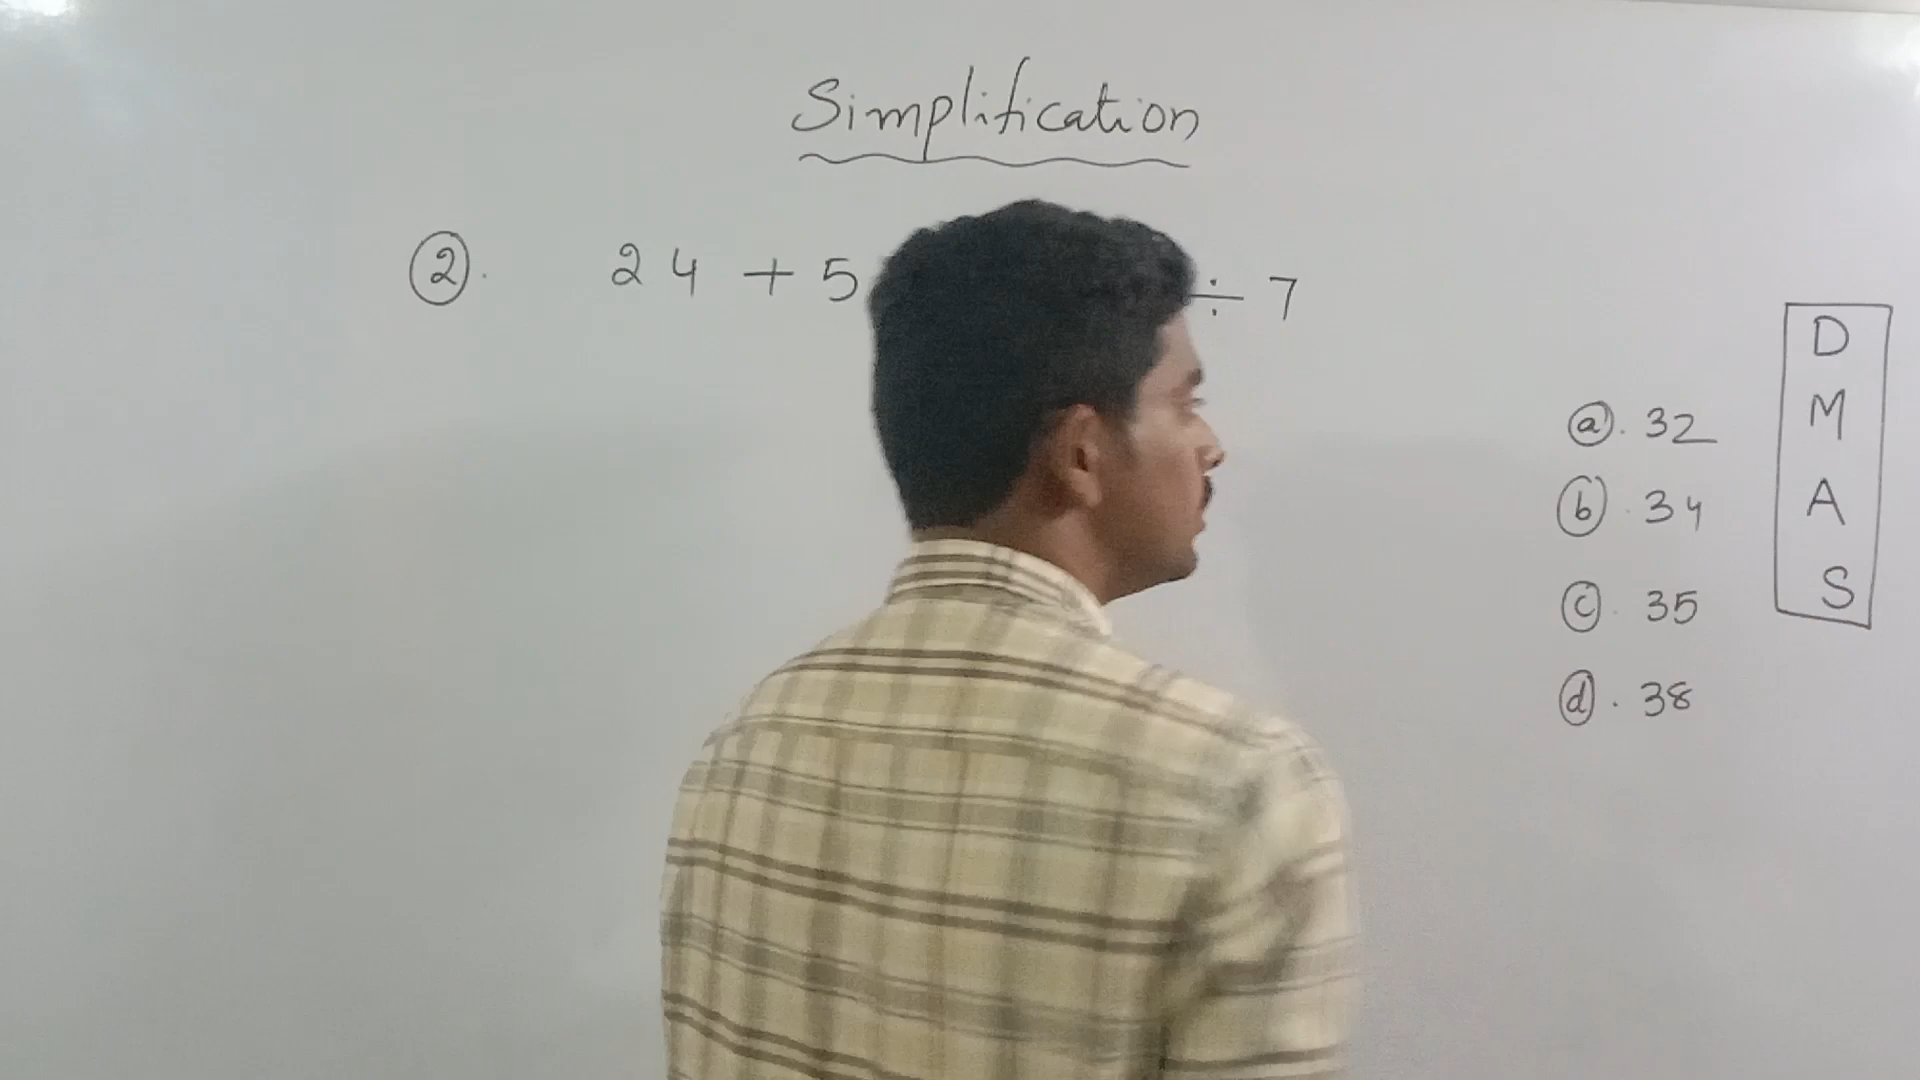 Simplification
2. 24 + 5 ÷ 7
a. 32
b. 34
c. 35
d. 38
D
M
A
S